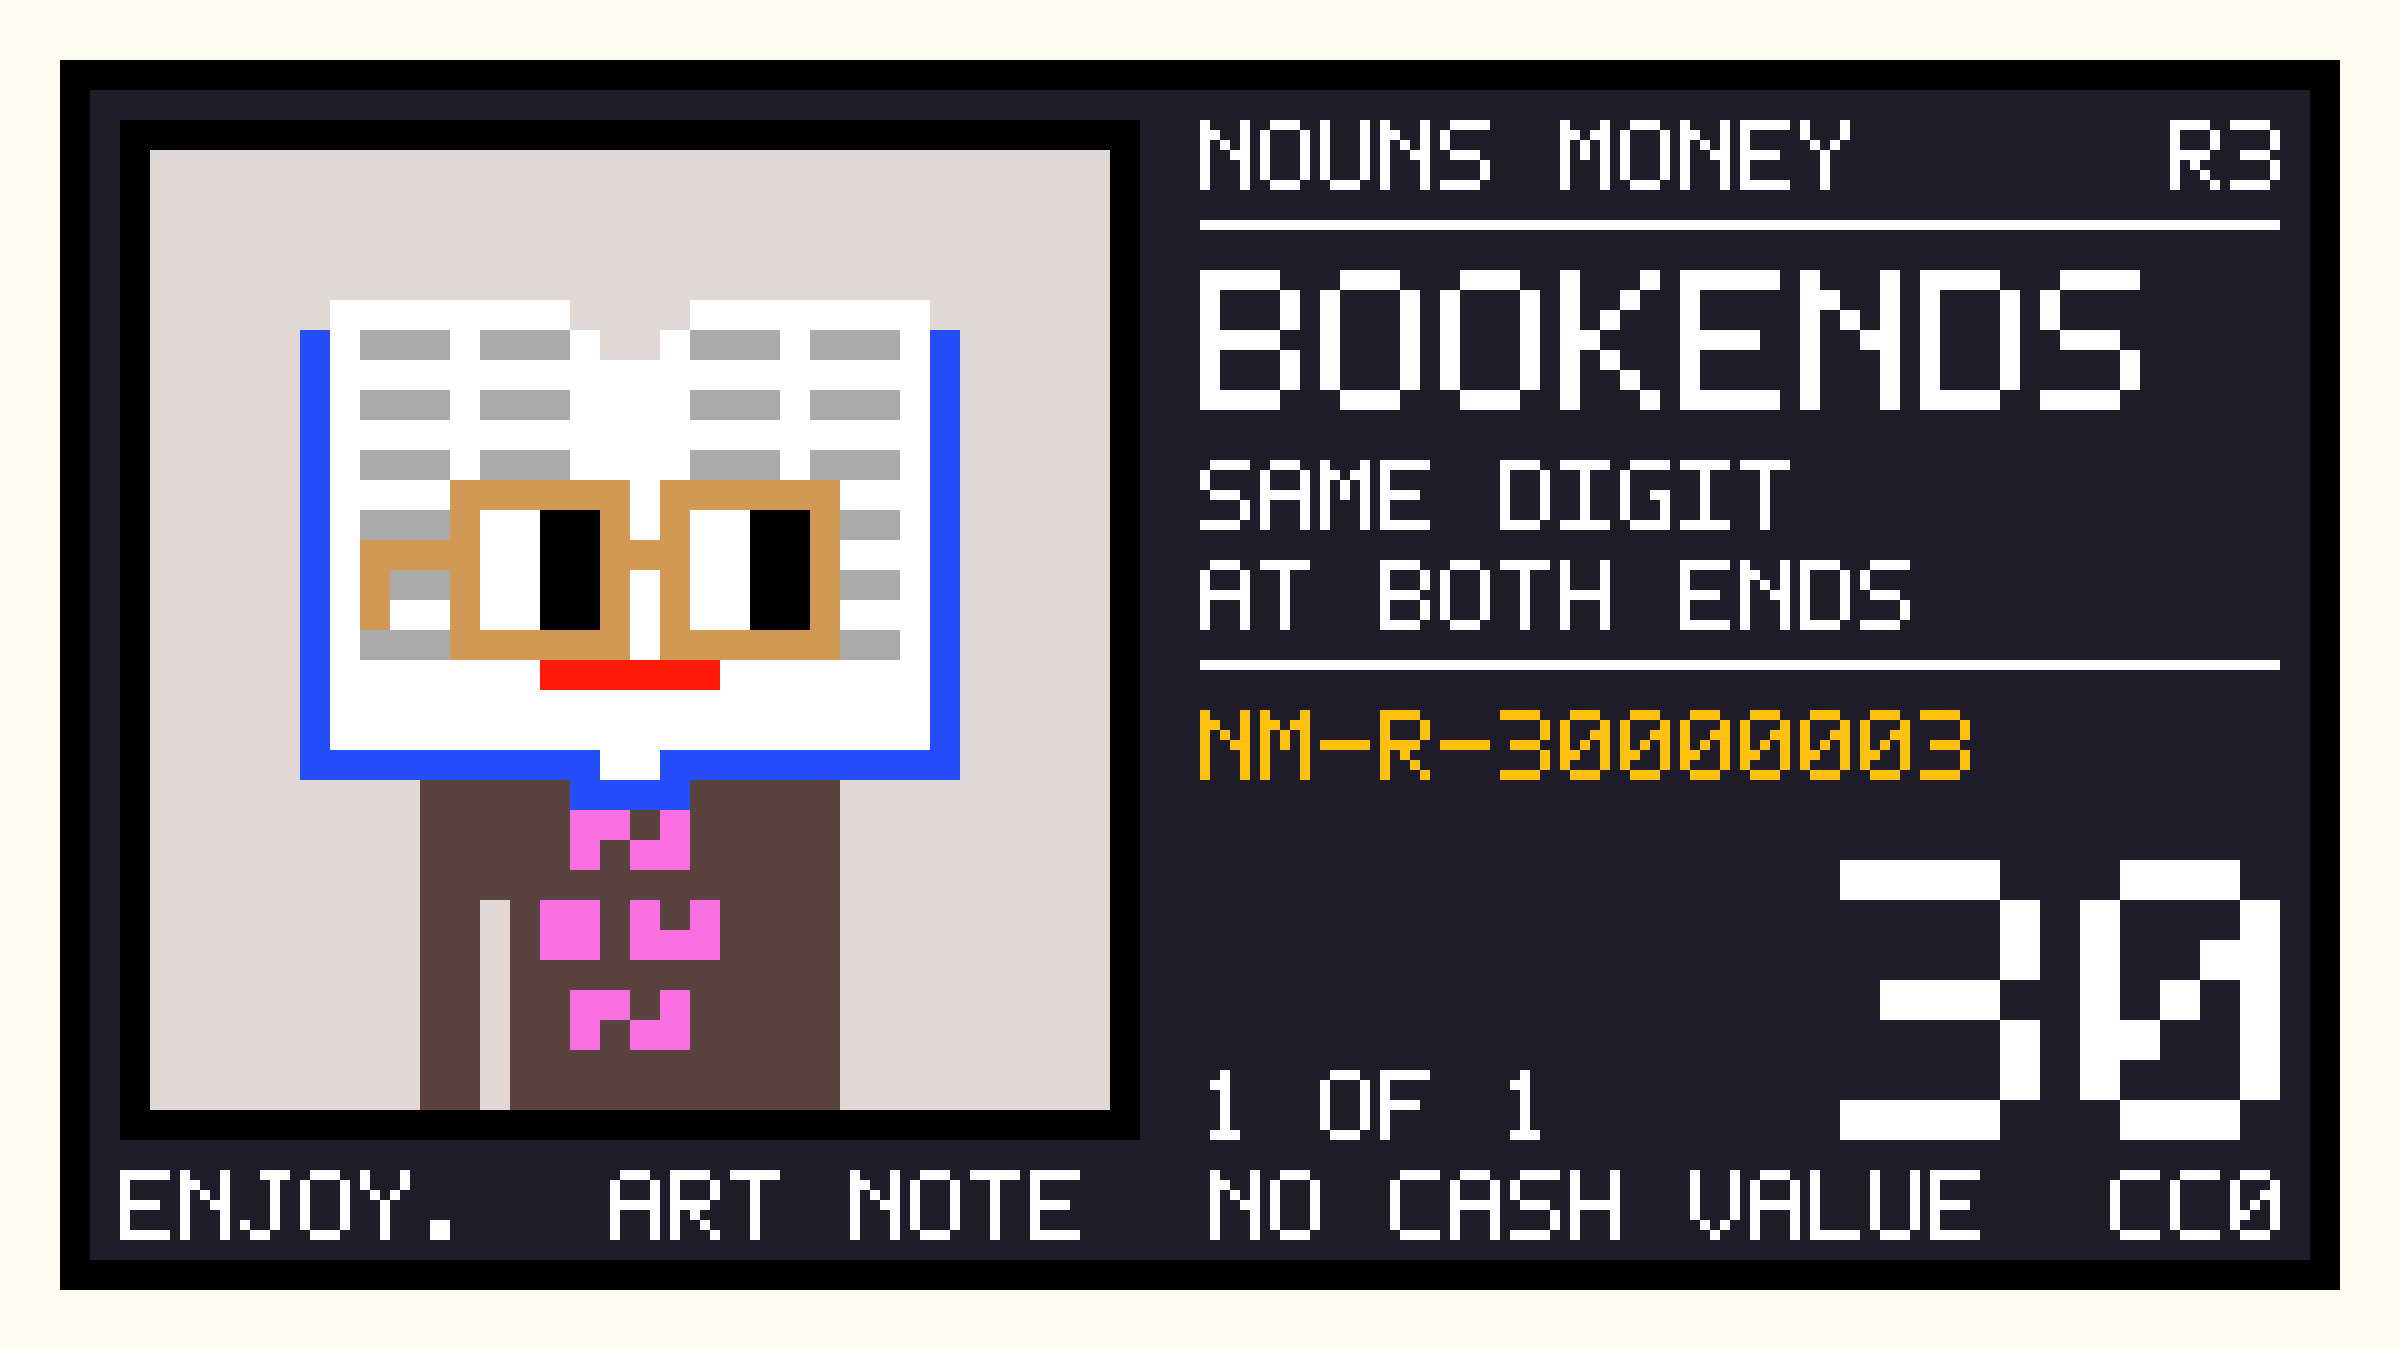 NOUNS MONEY R3
BOOKENDS
SAME DIGIT
AT BOTH ENDS
NM-R-30000003
30
1 OF 1
ENJOY. ART NOTE NO CASH VALUE CC0